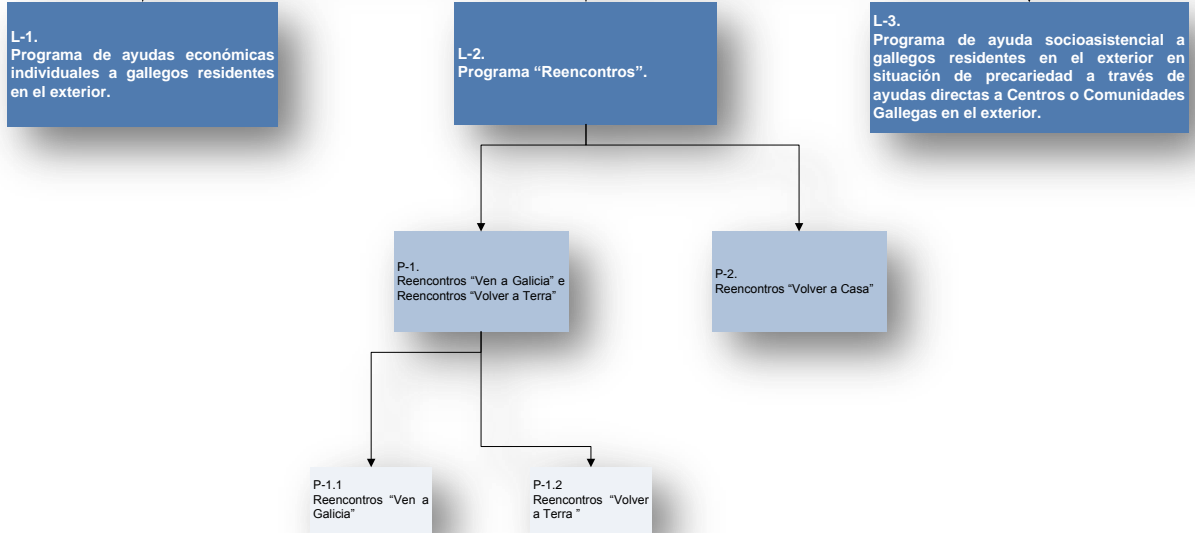 L-1.
Programa de ayudas económicas
individuales a gallegos residentes
en el exterior.
L-2.
Programa “Reencontros”.
L-3.
Programa de ayuda socioasistencial a
gallegos residentes en el exterior en
situación de precariedad a través de
ayudas directas a Centros o Comunidades
Gallegas en el exterior.
P-1.
Reencontros “Ven a Galicia” e
Reencontros “Volver a Terra”
P-2.
Reencontros “Volver a Casa”
P-1.1
Reencontros “Ven a
Galicia”
P-1.2
Reencontros “Volver
a Terra ”